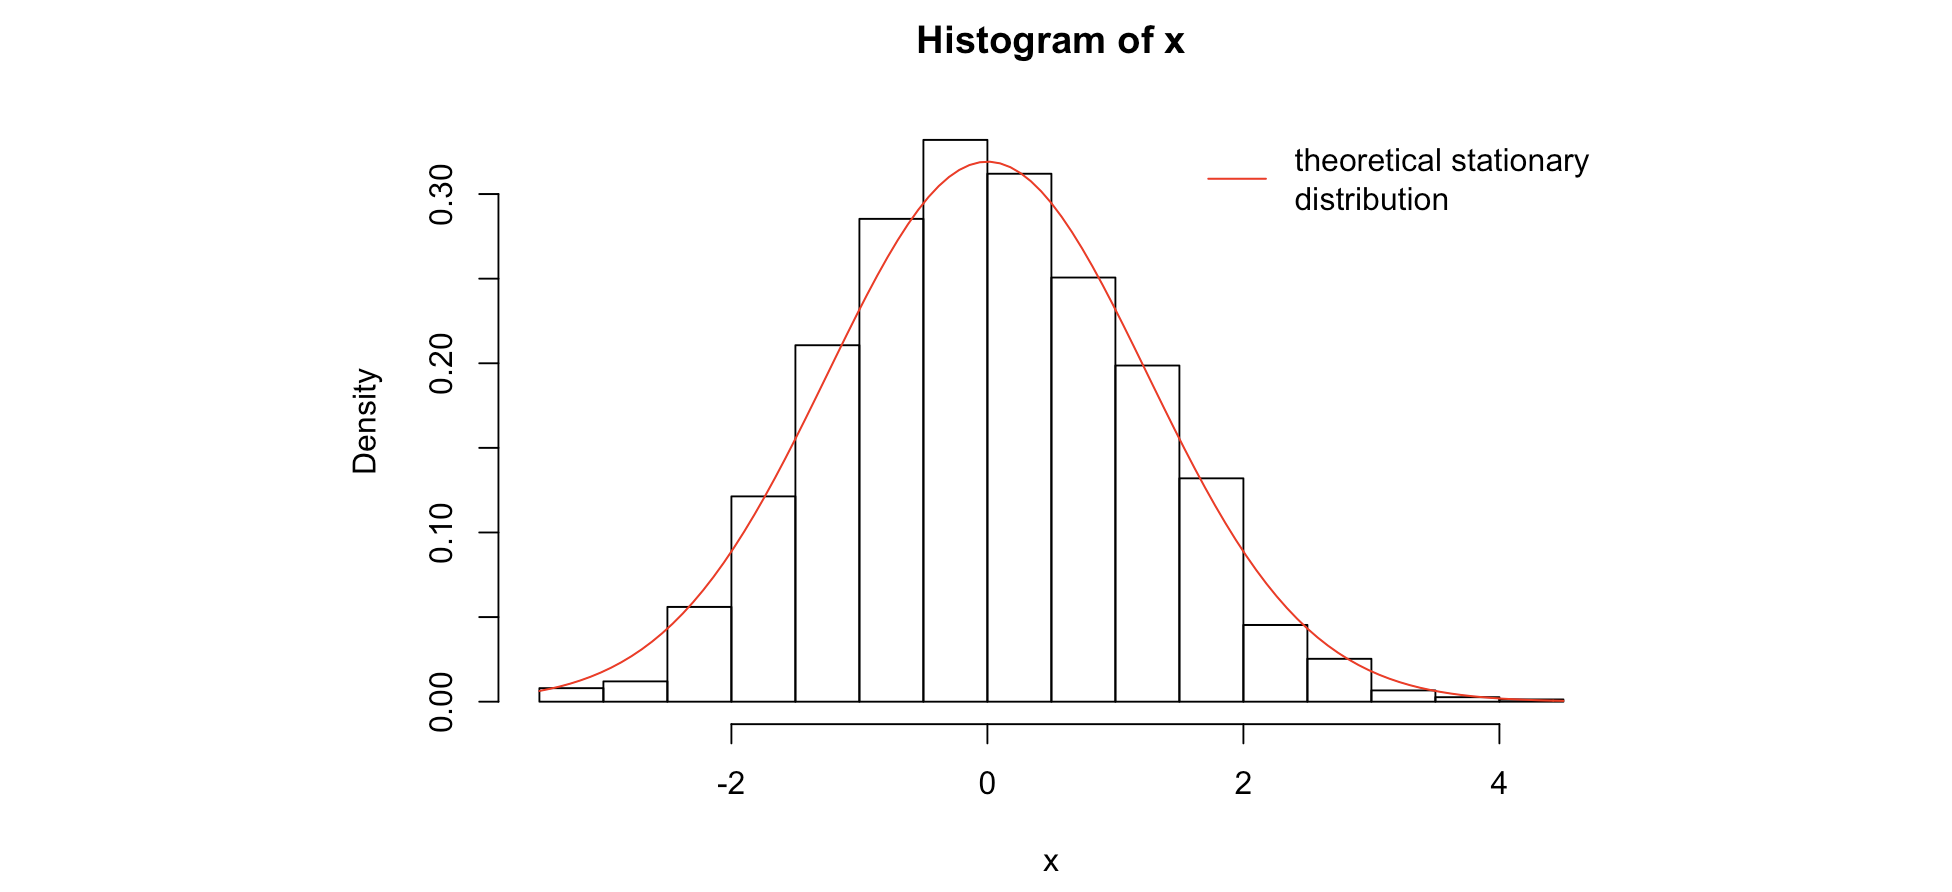 Histogram of x
theoretical stationary
distribution
Density
0.30
0.20
0.10
0.00
-2 0 2 4
x